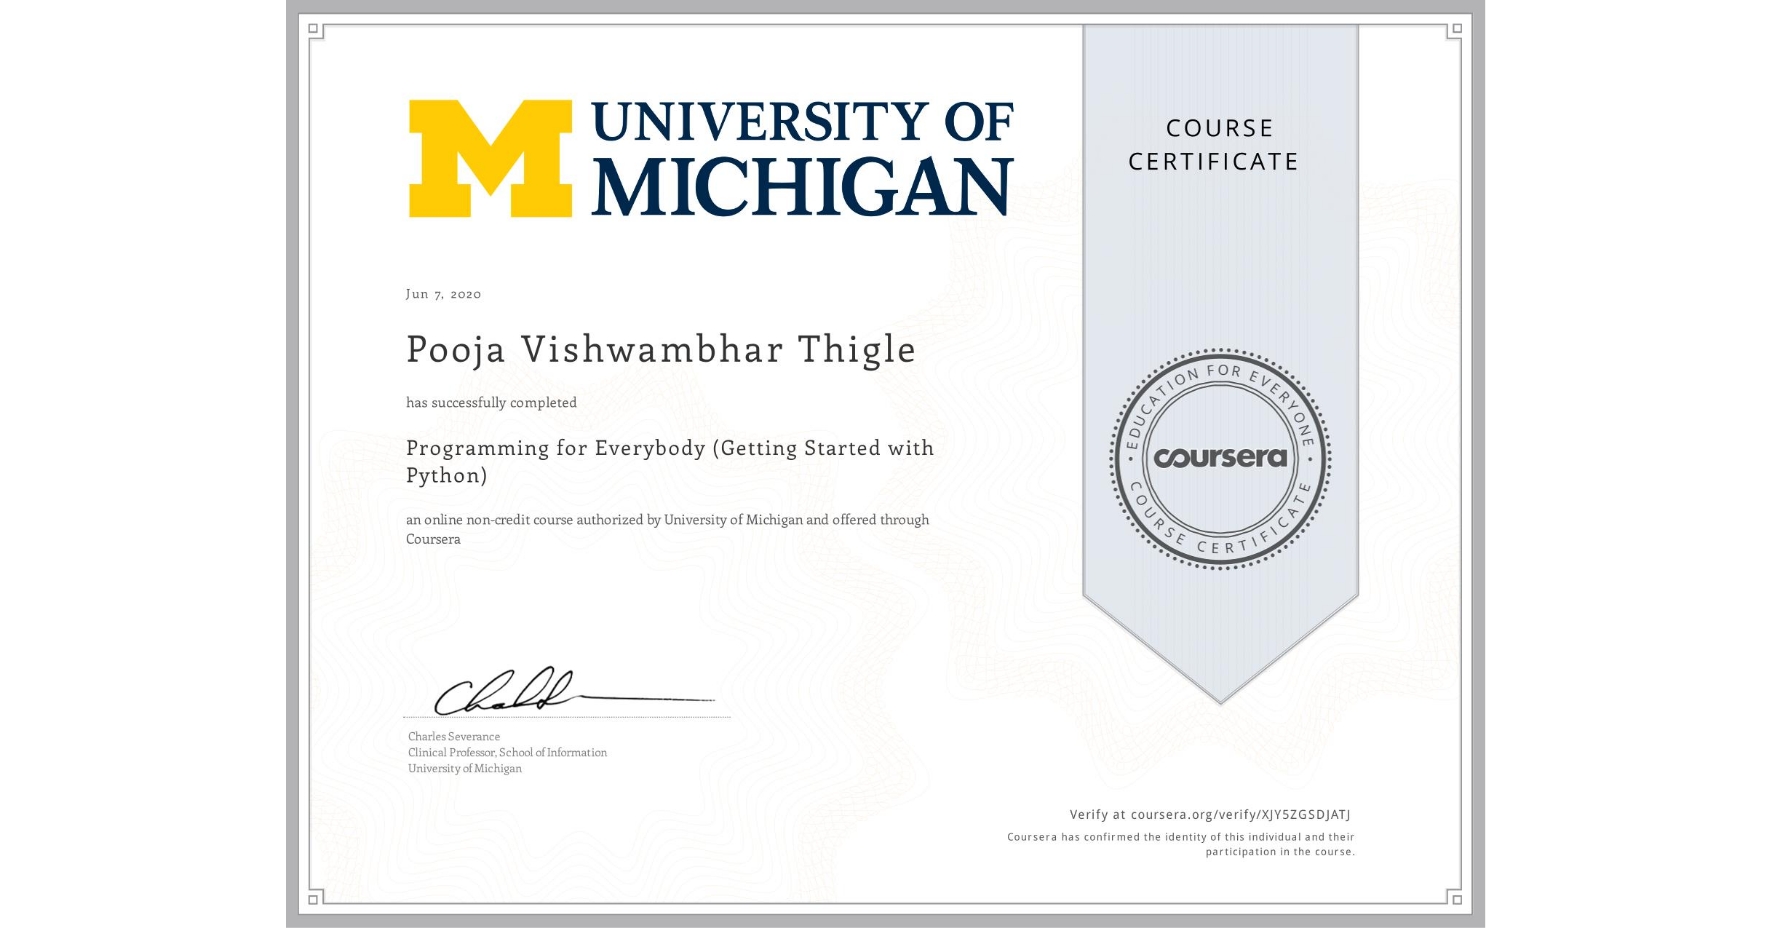 UNIVERSITY OF
MICHIGAN
COURSE
CERTIFICATE
Jun 7, 2020
Pooja Vishwambhar Thigle
has successfully completed
Programming for Everybody (Getting Started with
Python)
an online non-credit course authorized by University of Michigan and offered through
Coursera
EDUCATION FOR EVERYONE
coursera
COURSE CERTIFICATE
Charles Severance
Clinical Professor, School of Information
University of Michigan
Verify at coursera.org/verify/XJY5ZGSDJATJ
Coursera has confirmed the identity of this individual and their
participation in the course.